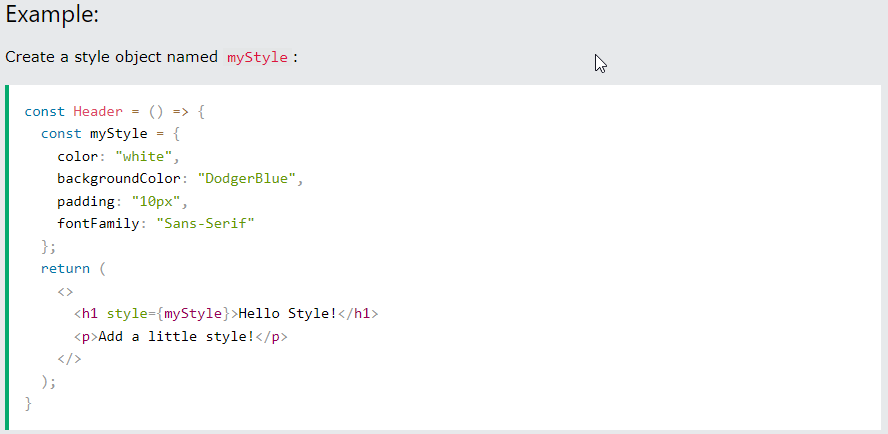 Example:
Create a style object named myStyle :
const Header = () => {
  const myStyle = {
    color: "white",
    backgroundColor: "DodgerBlue",
    padding: "10px",
    fontFamily: "Sans-Serif"
  };
  return (
    <>
      <h1 style={myStyle}>Hello Style!</h1>
      <p>Add a little style!</p>
    </>
  );
}